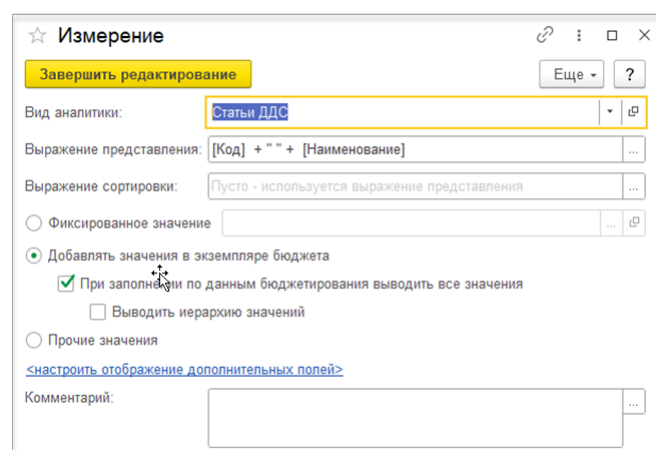 Измерение
Завершить редактирование
Еще
?
Вид аналитики: Статьи ДДС
Выражение представления: [Код] + " " + [Наименование]
...
Выражение сортировки: Пусто - используется выражение представления
...
Фиксированное значение
...
Добавлять значения в экземпляре бюджета
При заполнении по данным бюджетирования выводить все значения
Выводить иерархию значений
Прочие значения
<настроить отображение дополнительных полей>
Комментарий:
...